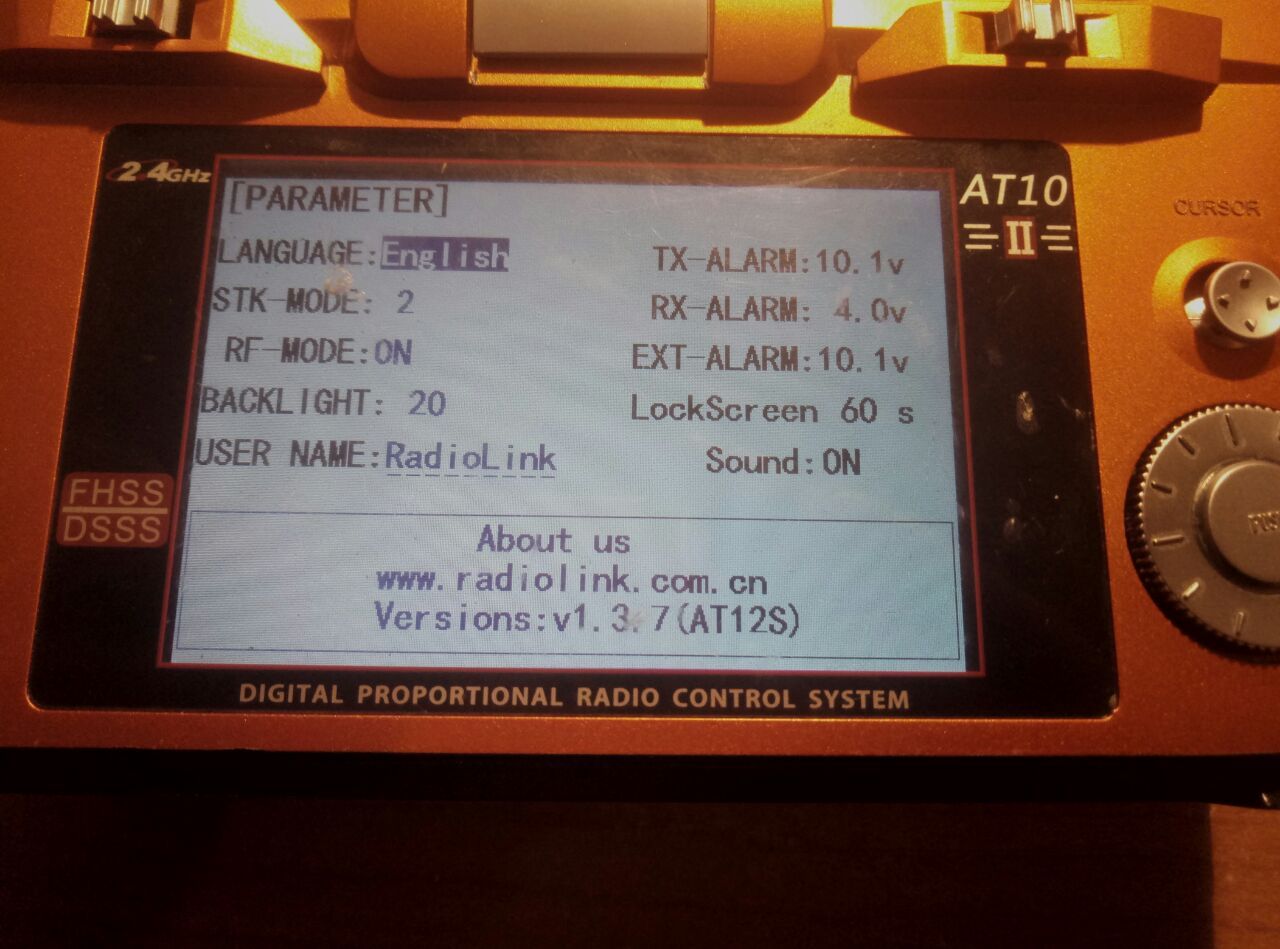 2.4GHz
AT10
II
CURSOR
[PARAMETER]
LANGUAGE:English
TX-ALARM:10.1v
STK-MODE: 2
RX-ALARM: 4.0v
RF-MODE:ON
EXT-ALARM:10.1v
BACKLIGHT: 20
LockScreen 60 s
USER NAME:RadioLink
Sound:ON
FHSS
DSSS
About us
www.radiolink.com.cn
Versions:v1.3.7(AT12S)
DIGITAL PROPORTIONAL RADIO CONTROL SYSTEM